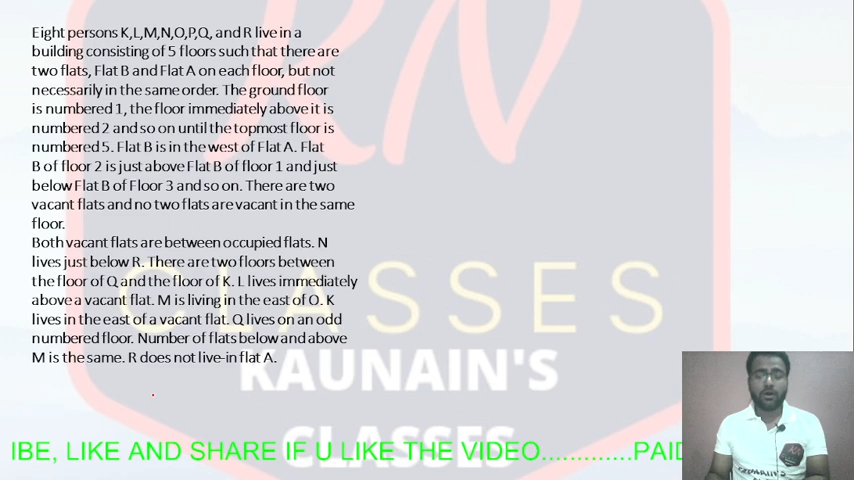 Eight persons K,L,M,N,O,P,Q, and R live in a
building consisting of 5 floors such that there are
two flats, Flat B and Flat A on each floor, but not
necessarily in the same order. The ground floor
is numbered 1, the floor immediately above it is
numbered 2 and so on until the topmost floor is
numbered 5. Flat B is in the west of Flat A. Flat
B of floor 2 is just above Flat B of floor 1 and just
below Flat B of Floor 3 and so on. There are two
vacant flats and no two flats are vacant in the same
floor.
Both vacant flats are between occupied flats. N
lives just below R. There are two floors between
the floor of Q and the floor of K. L lives immediately
above a vacant flat. M is living in the east of O. K
lives in the east of a vacant flat. Q lives on an odd
numbered floor. Number of flats below and above
M is the same. R does not live-in flat A.
KN
CLASSES
KAUNAIN'S
CLASSES
IBE, LIKE AND SHARE IF U LIKE THE VIDEO.............PAID